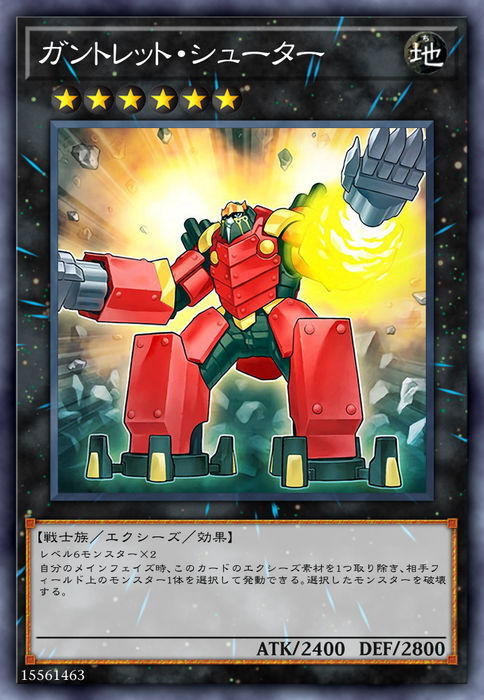 ガントレット・シューター
ち
地
【戦士族／エクシーズ／効果】
レベル6モンスター×2
自分のメインフェイズ時、このカードのエクシーズ素材を1つ取り除き、相手フ
ィールド上のモンスター1体を選択して発動できる。選択したモンスターを破壊
する。
ATK/2400 DEF/2800
15561463